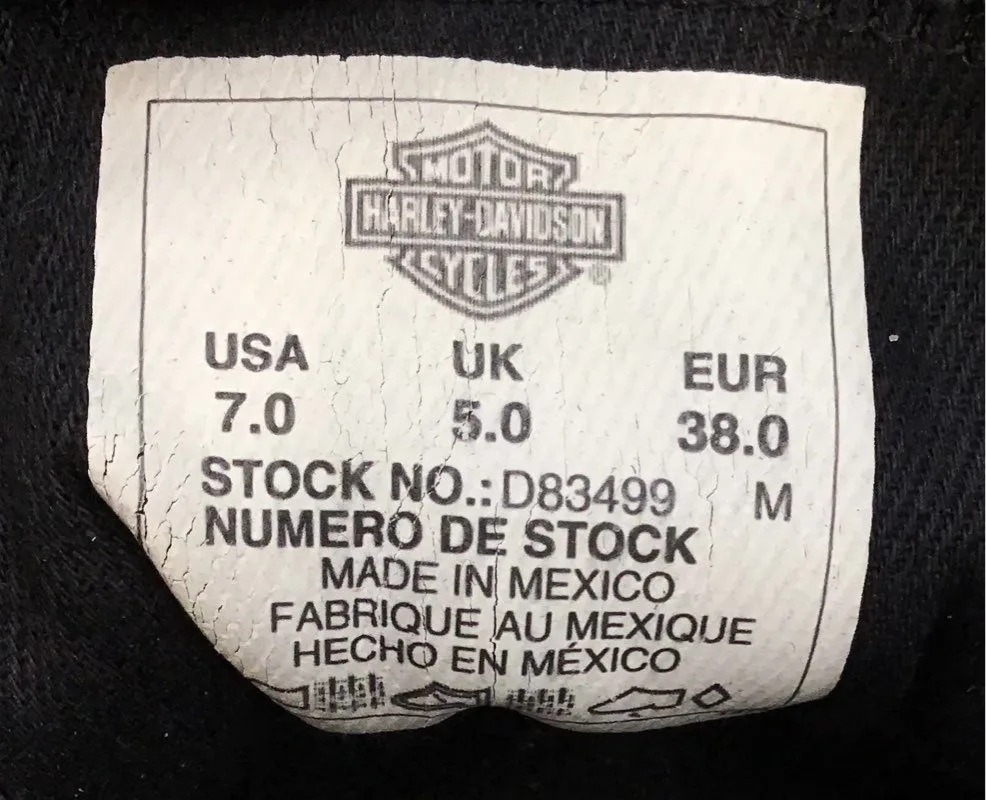 MOTOR
HARLEY-DAVIDSON
CYCLES ®
USA UK EUR
7.0 5.0 38.0
STOCK NO.: D83499 M
NUMERO DE STOCK
MADE IN MEXICO
FABRIQUE AU MEXIQUE
HECHO EN MÉXICO